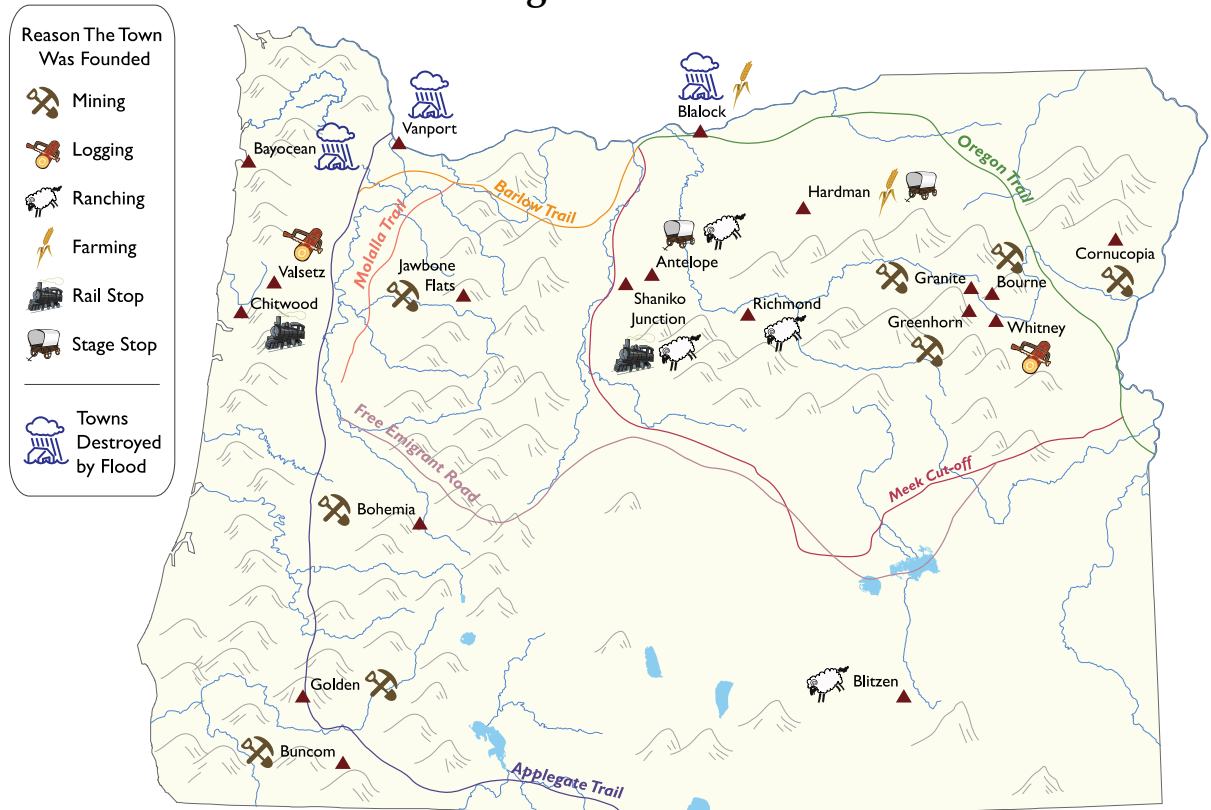 Reason The Town
Was Founded
Mining
Logging
Ranching
Farming
Rail Stop
Stage Stop
Towns
Destroyed
by Flood
Vanport
Blalock
Bayocean
Oregon Trail
Barlow Trail
Molalla Trail
Hardman
Cornucopia
Valsetz
Chitwood
Jawbone
Flats
Antelope
Shaniko
Junction
Richmond
Granite
Bourne
Greenhorn
Whitney
Free Emigrant Road
Meek Cut-off
Bohemia
Golden
Blitzen
Buncom
Applegate Trail